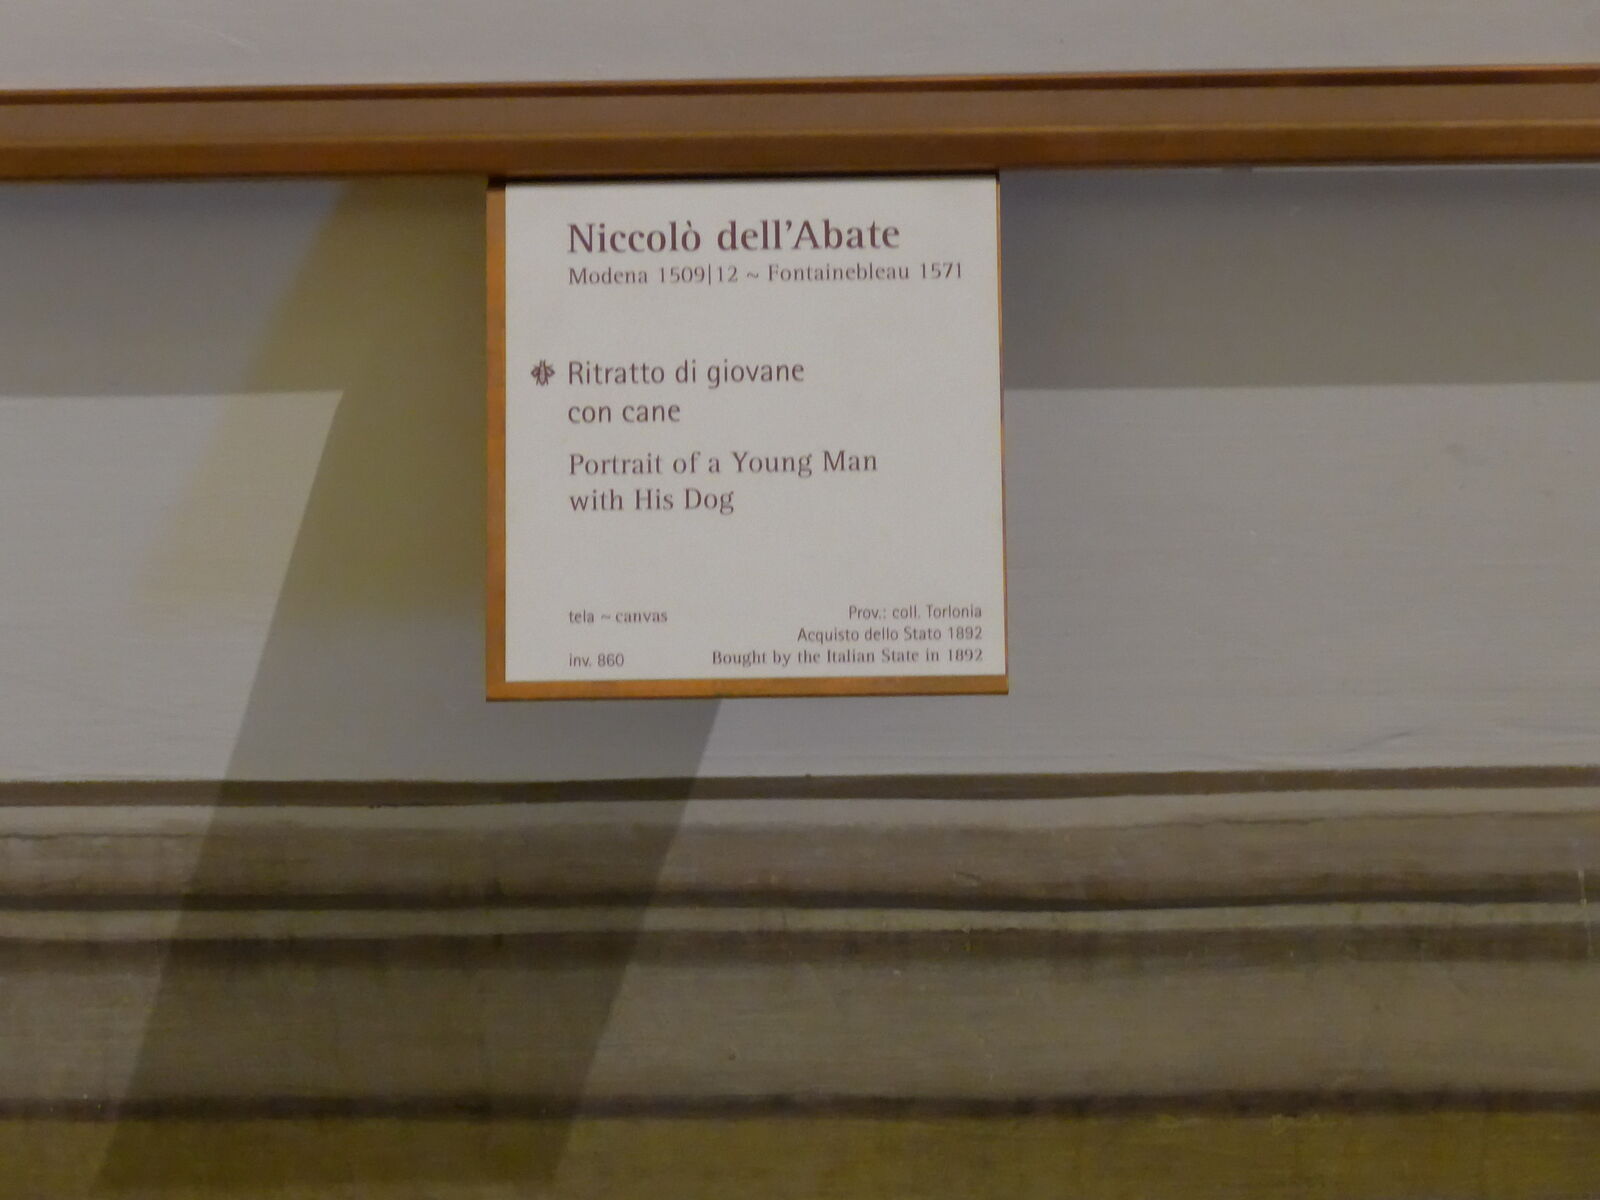 Niccolò dell'Abate
Modena 1509|12 ~ Fontainebleau 1571
Ritratto di giovane
con cane
Portrait of a Young Man
with His Dog
tela ~ canvas
inv. 860
Prov.: coll. Torlonia
Acquisto dello Stato 1892
Bought by the Italian State in 1892